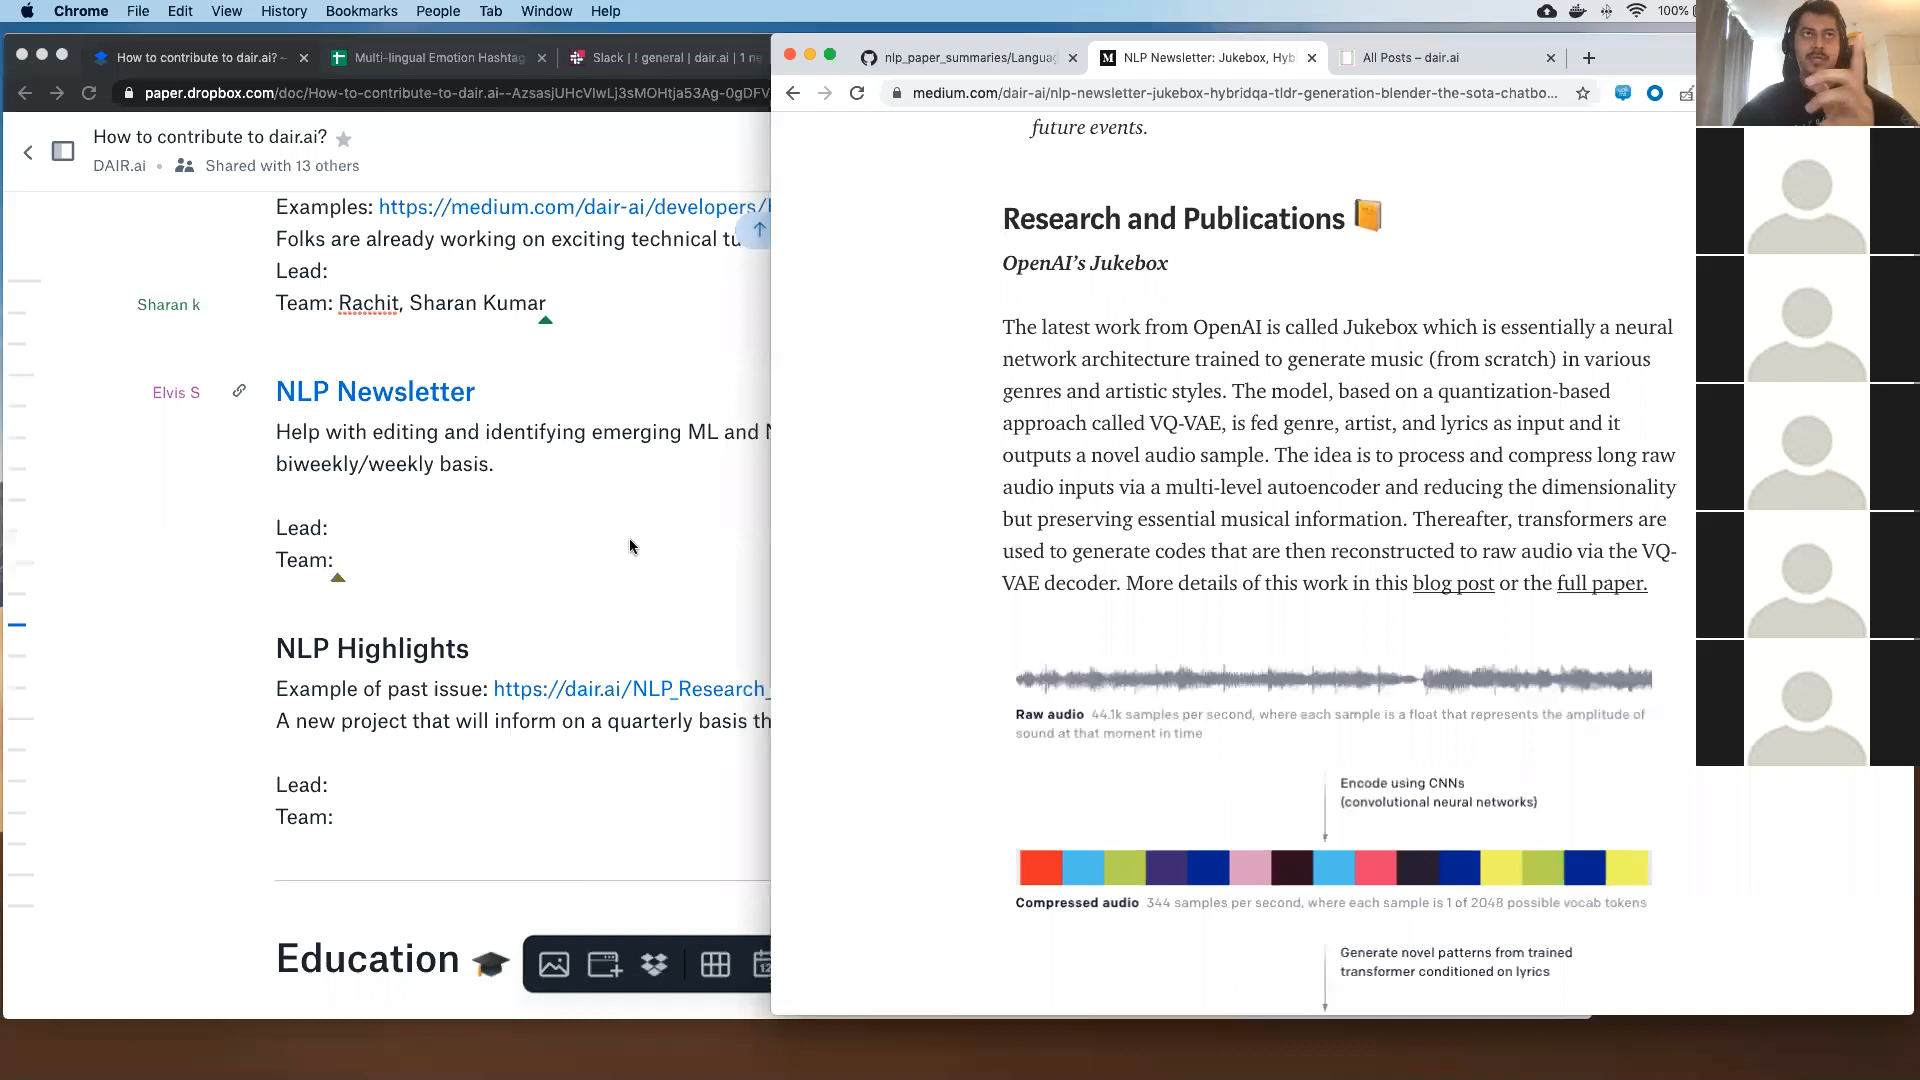 Chrome File Edit View History Bookmarks People Tab Window Help
100%
How to contribute to dair.ai? -
Multi-lingual Emotion Hashtag
Slack | ! general | dair.ai | 1
paper.dropbox.com/doc/How-to-contribute-to-dair.ai--AzsasjUHcVlwLj3sMOHtja53Ag-0gDFV
How to contribute to dair.ai?
DAIR.ai • Shared with 13 others
Examples: https://medium.com/dair-ai/developers/
Folks are already working on exciting technical tu
Lead:
Sharan k
Team: Rachit, Sharan Kumar
Elvis S
NLP Newsletter
Help with editing and identifying emerging ML and N
biweekly/weekly basis.
Lead:
Team:
NLP Highlights
Example of past issue: https://dair.ai/NLP_Research_
A new project that will inform on a quarterly basis th
Lead:
Team:
Education
12
nlp_paper_summaries/Langua
NLP Newsletter: Jukebox, Hyb
All Posts – dair.ai
medium.com/dair-ai/nlp-newsletter-jukebox-hybridqa-tldr-generation-blender-the-sota-chatbo...
future events.
Research and Publications
OpenAI’s Jukebox
The latest work from OpenAI is called Jukebox which is essentially a neural
network architecture trained to generate music (from scratch) in various
genres and artistic styles. The model, based on a quantization-based
approach called VQ-VAE, is fed genre, artist, and lyrics as input and it
outputs a novel audio sample. The idea is to process and compress long raw
audio inputs via a multi-level autoencoder and reducing the dimensionality
but preserving essential musical information. Thereafter, transformers are
used to generate codes that are then reconstructed to raw audio via the VQ-
VAE decoder. More details of this work in this blog post or the full paper.
Raw audio 44.1k samples per second, where each sample is a float that represents the amplitude of
sound at that moment in time
Encode using CNNs
(convolutional neural networks)
Compressed audio 344 samples per second, where each sample is 1 of 2048 possible vocab tokens
Generate novel patterns from trained
transformer conditioned on lyrics